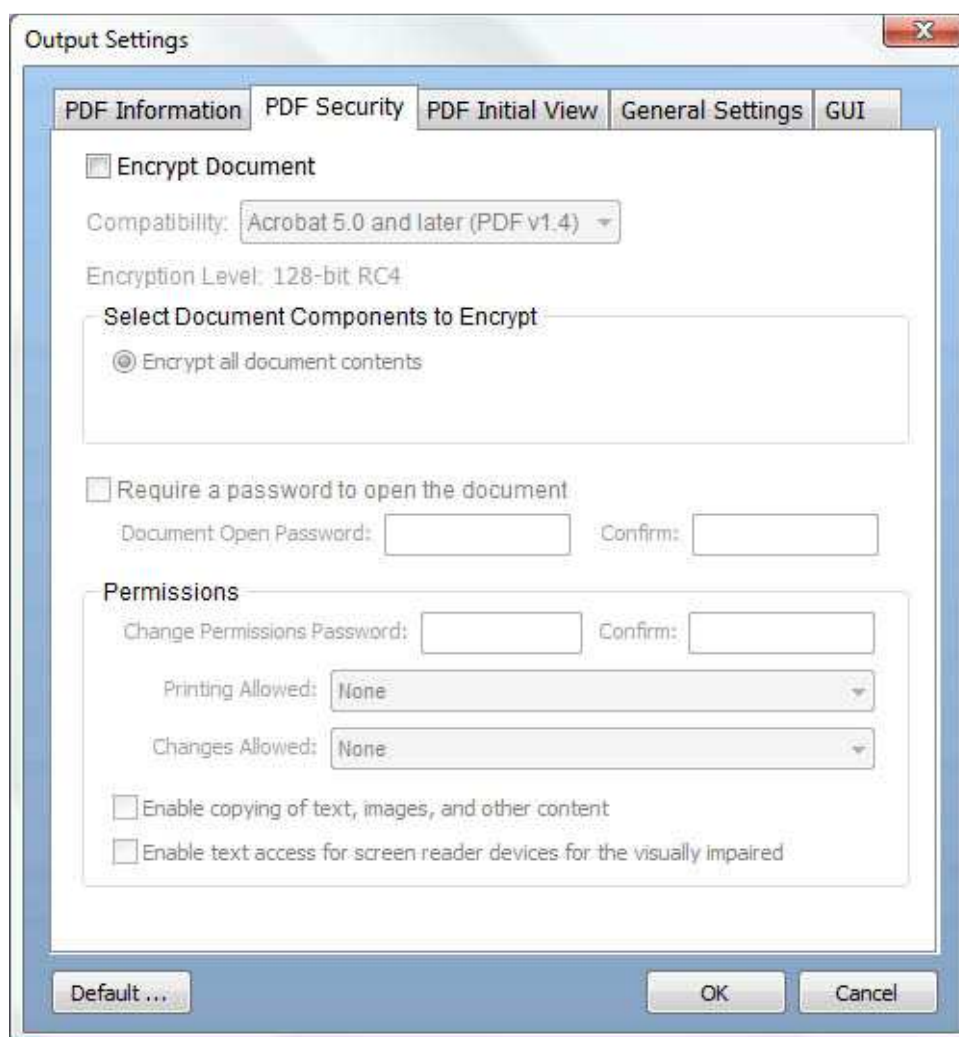 Output Settings
PDF Information PDF Security PDF Initial View General Settings GUI
Encrypt Document
Compatibility: Acrobat 5.0 and later (PDF v1.4)
Encryption Level: 128-bit RC4
Select Document Components to Encrypt
Encrypt all document contents
Require a password to open the document
Document Open Password: Confirm:
Permissions
Change Permissions Password: Confirm:
Printing Allowed: None
Changes Allowed: None
Enable copying of text, images, and other content
Enable text access for screen reader devices for the visually impaired
Default ... OK Cancel